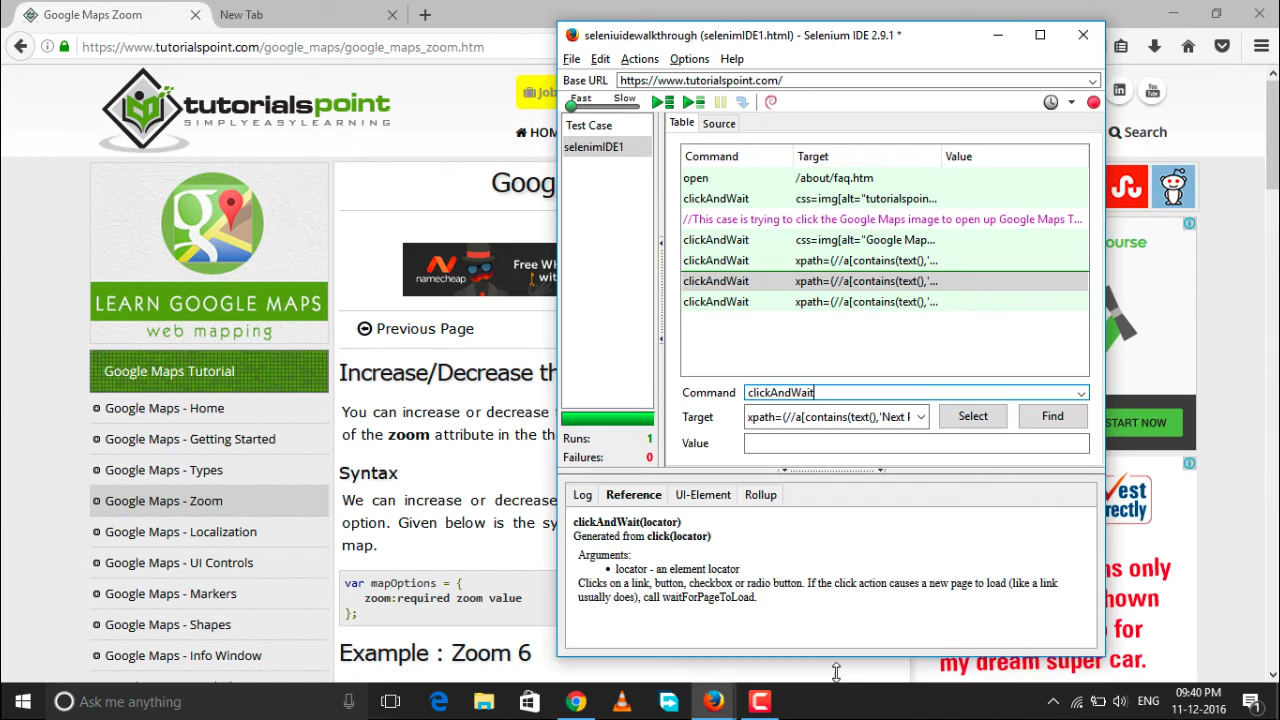 Google Maps Zoom
New Tab
https://www.tutorialspoint.com/google_maps/google_maps_zoom.htm
tutorialspoint
SIMPLYEASYLEARNING
Job
HOM
Search
in
You
Tube
LEARN GOOGLE MAPS
web mapping
Google Maps Tutorial
Google Maps - Home
Google Maps - Getting Started
Google Maps - Types
Google Maps - Zoom
Google Maps - Localization
Google Maps - UI Controls
Google Maps - Markers
Google Maps - Shapes
Google Maps - Info Window
Goog
namecheap
Free WH
with
Previous Page
Increase/Decrease th
You can increase or decrease
of the zoom attribute in the th
Syntax
We can increase or decrease
option. Given below is the sy
map.
var mapOptions = {
zoom:required zoom value
};
Example : Zoom 6
seleniuidewalkthrough (selenimIDE1.html) - Selenium IDE 2.9.1 *
File Edit Actions Options Help
Base URL https://www.tutorialspoint.com/
Fast Slow
Test Case
selenimIDE1
Runs: 1
Failures: 0
Table Source
Command Target Value
open /about/faq.htm
clickAndWait css=img[alt="tutorialspoin...
//This case is trying to click the Google Maps image to open up Google Maps T...
clickAndWait css=img[alt="Google Map...
clickAndWait xpath=(//a[contains(text(),'...
clickAndWait xpath=(//a[contains(text(),'...
clickAndWait xpath=(//a[contains(text(),'...
Command clickAndWait
Target xpath=(//a[contains(text(),'Next Select Find
Value
Log Reference UI-Element Rollup
clickAndWait(locator)
Generated from click(locator)
Arguments:
• locator - an element locator
Clicks on a link, button, checkbox or radio button. If the click action causes a new page to load (like a link
usually does), call waitForPageToLoad.
ourse
START NOW
vest
irectly
ns only
hown
o for
my dream super car.
Ask me anything
ENG
09:40 PM
11-12-2016
1